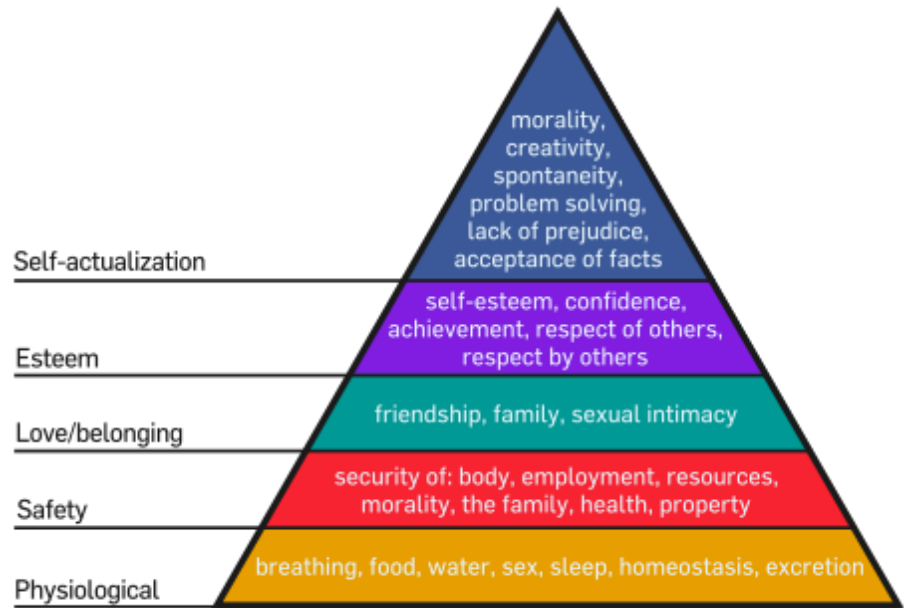 morality,
creativity,
spontaneity,
problem solving,
lack of prejudice,
acceptance of facts
Self-actualization
self-esteem, confidence,
achievement, respect of others,
respect by others
Esteem
friendship, family, sexual intimacy
Love/belonging
security of: body, employment, resources,
morality, the family, health, property
Safety
breathing, food, water, sex, sleep, homeostasis, excretion
Physiological